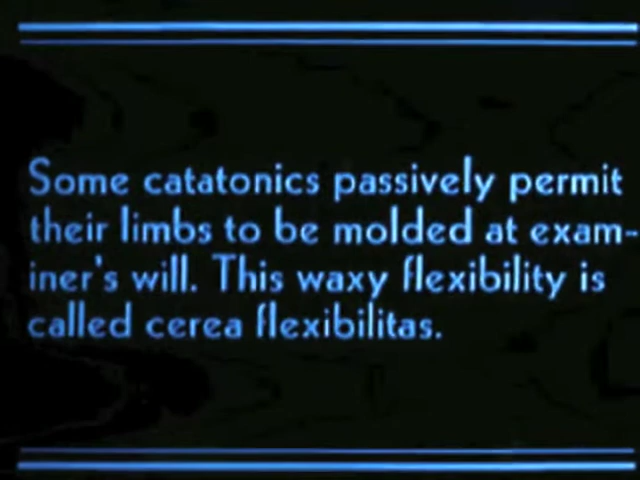 Some catatonics passively permit
their limbs to be molded at exam-
iner's will. This waxy flexibility is
called cerea flexibilitas.